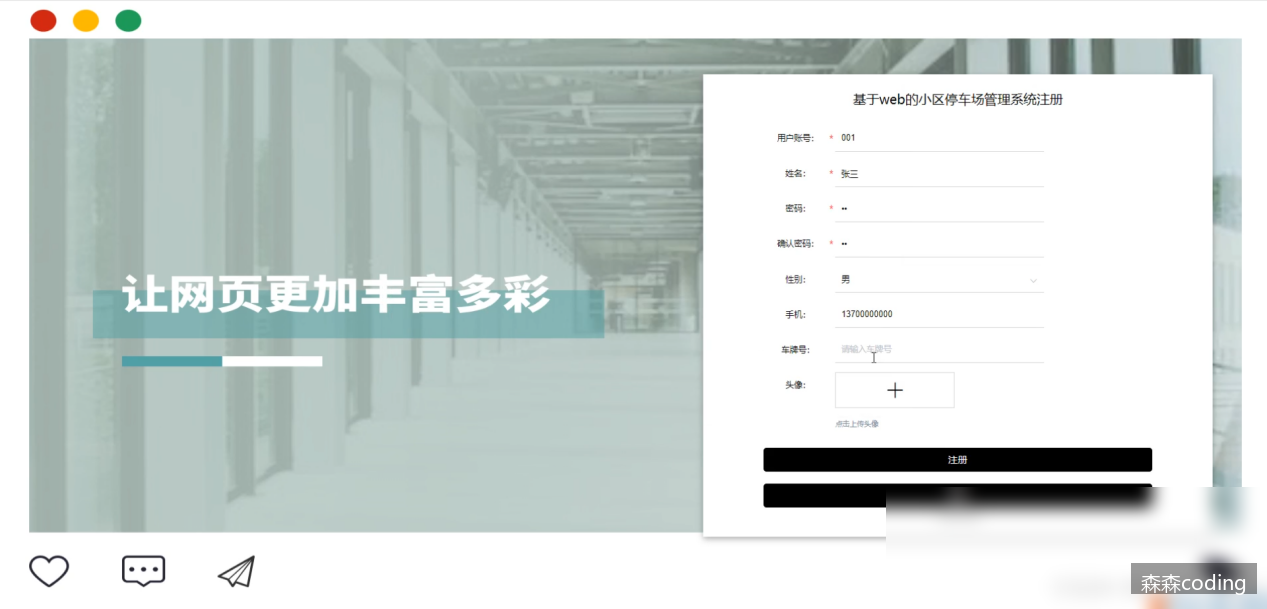 基于web的小区停车场管理系统注册
用户账号: * 001
姓名: * 张三
密码: * ••
确认密码: * ••
性别: 男
让网页更加丰富多彩
手机: 13700000000
车牌号: 请输入车牌号
头像: +
点击上传头像
注册
森森coding